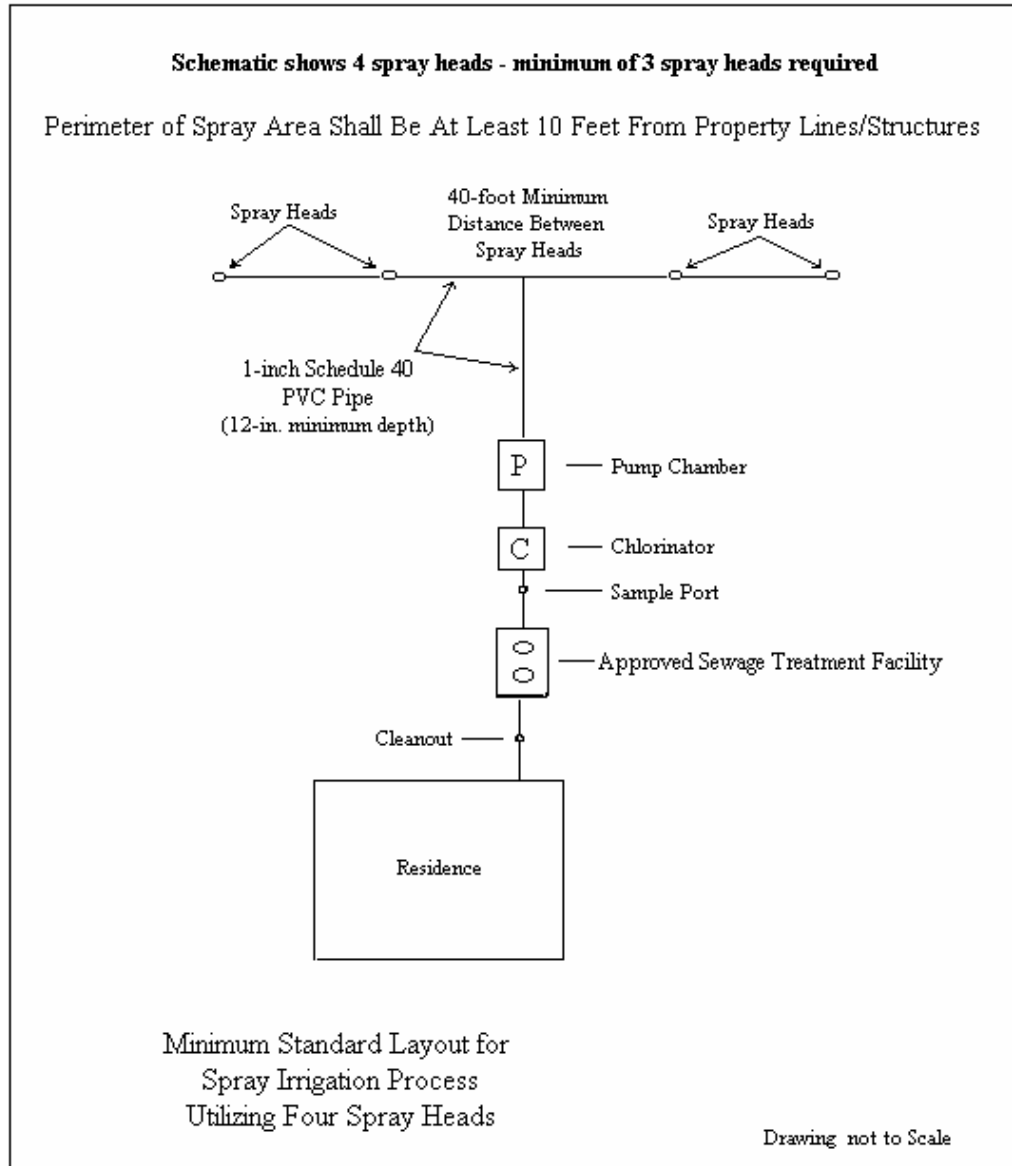 Schematic shows 4 spray heads - minimum of 3 spray heads required
Perimeter of Spray Area Shall Be At Least 10 Feet From Property Lines/Structures
40-foot Minimum
Distance Between
Spray Heads
Spray Heads
Spray Heads
1-inch Schedule 40
PVC Pipe
(12-in. minimum depth)
P
Pump Chamber
C
Chlorinator
Sample Port
Approved Sewage Treatment Facility
Cleanout
Residence
Minimum Standard Layout for
Spray Irrigation Process
Utilizing Four Spray Heads
Drawing not to Scale